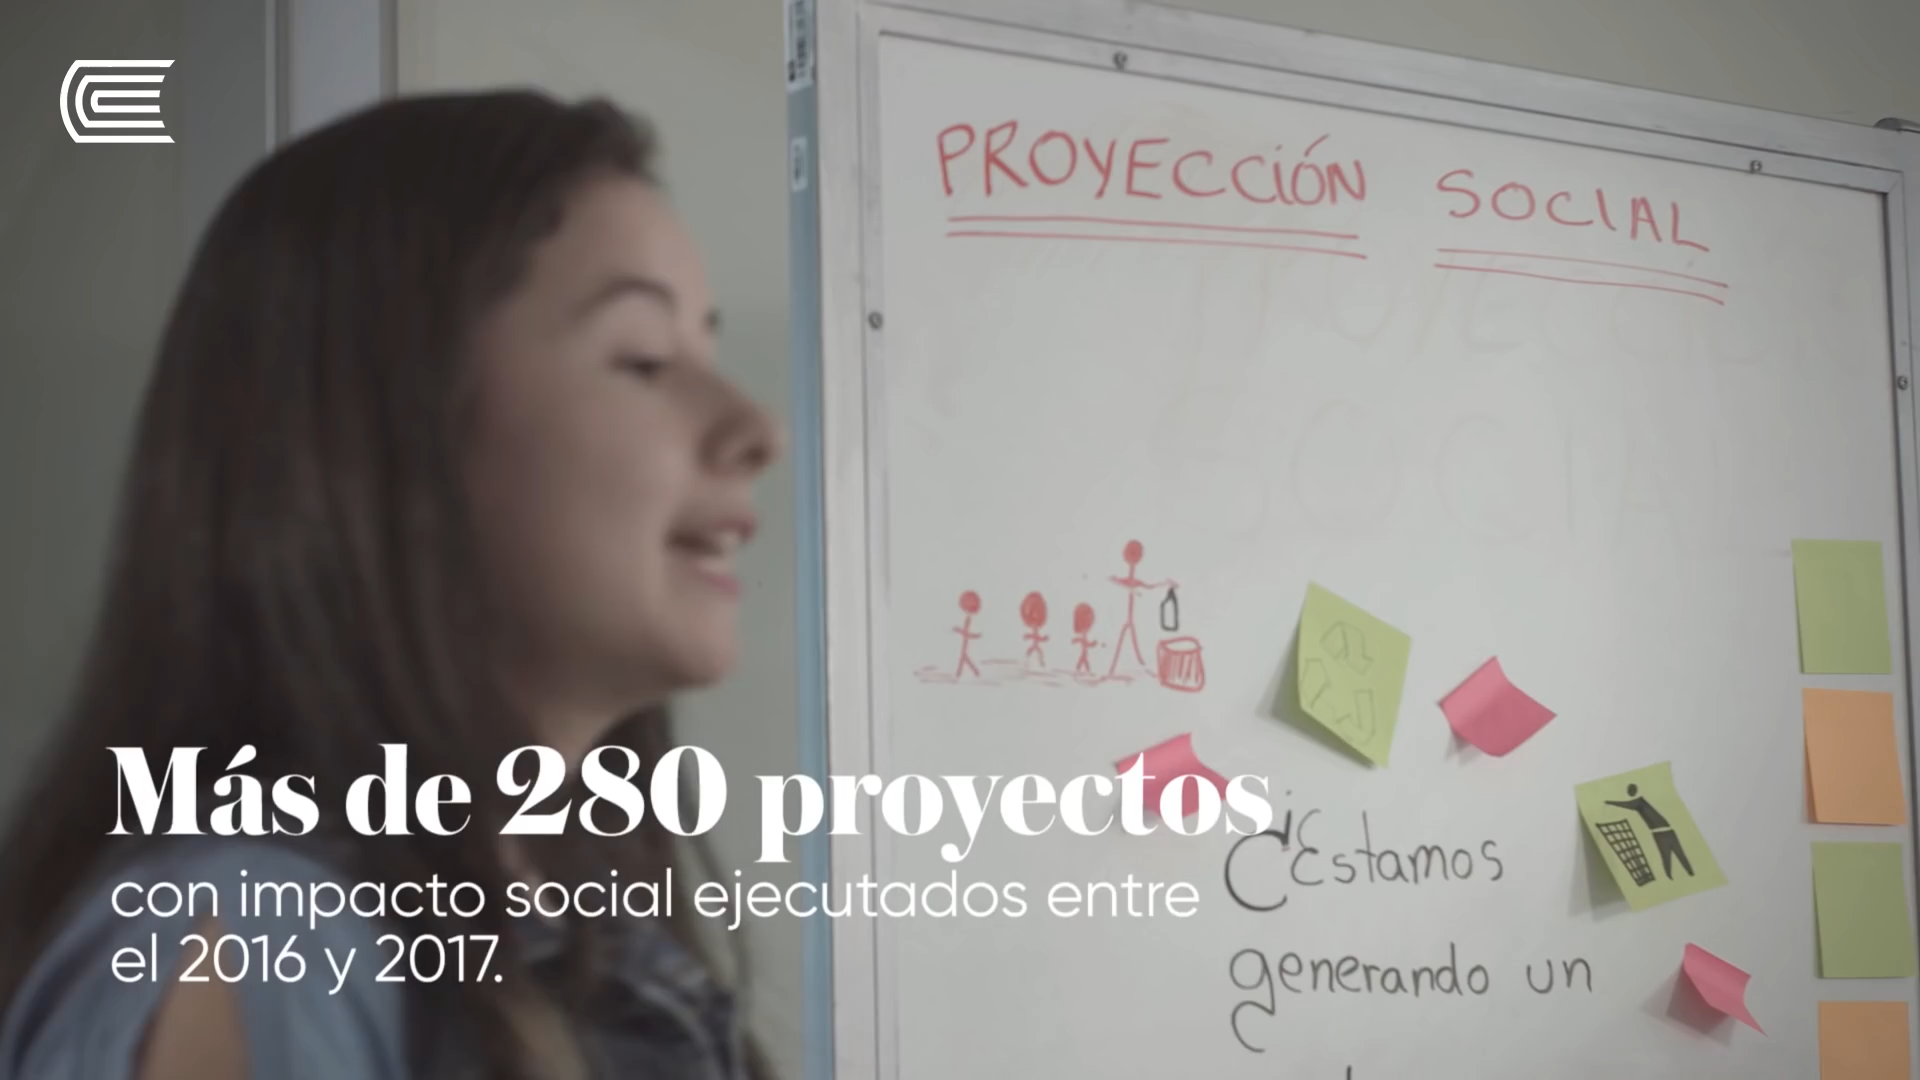 PROYECCIÓN SOCIAL
Más de 280 proyectos
con impacto social ejecutados entre
el 2016 y 2017.
¿Estamos
generando un